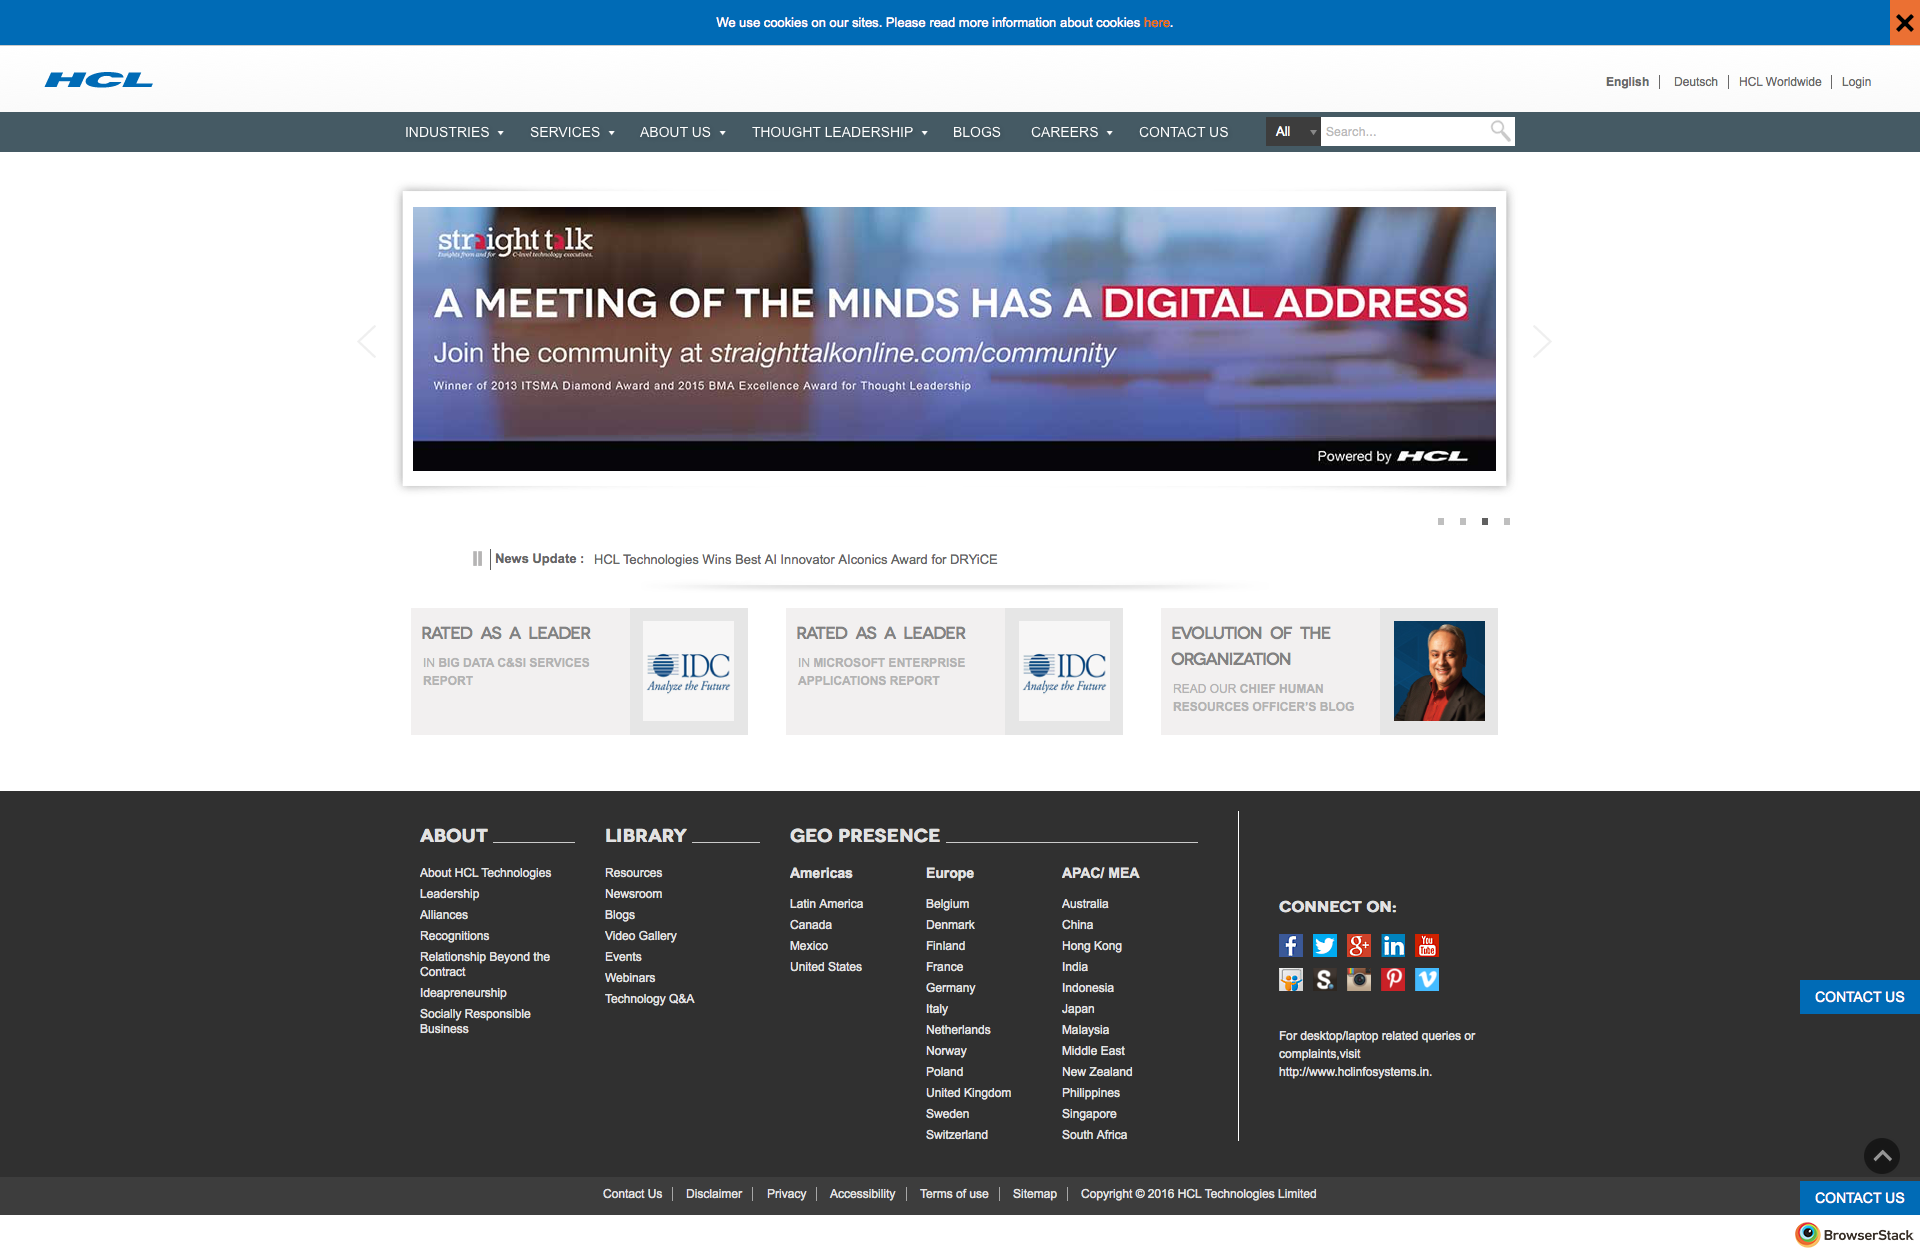 We use cookies on our sites. Please read more information about cookies here.
HCL
English | Deutsch | HCL Worldwide | Login
INDUSTRIES SERVICES ABOUT US THOUGHT LEADERSHIP BLOGS CAREERS CONTACT US All Search...
straight talk
Insights from and for C-level technology executives.
A MEETING OF THE MINDS HAS A DIGITAL ADDRESS
Join the community at straighttalkonline.com/community
Winner of 2013 ITSMA Diamond Award and 2015 BMA Excellence Award for Thought Leadership
Powered by HCL
News Update : HCL Technologies Wins Best AI Innovator AIconics Award for DRYiCE
RATED AS A LEADER
IN BIG DATA C&SI SERVICES
REPORT
IDC
Analyze the Future
RATED AS A LEADER
IN MICROSOFT ENTERPRISE
APPLICATIONS REPORT
IDC
Analyze the Future
EVOLUTION OF THE
ORGANIZATION
READ OUR CHIEF HUMAN
RESOURCES OFFICER'S BLOG
ABOUT
About HCL Technologies
Leadership
Alliances
Recognitions
Relationship Beyond the
Contract
Ideapreneurship
Socially Responsible
Business
LIBRARY
Resources
Newsroom
Blogs
Video Gallery
Events
Webinars
Technology Q&A
GEO PRESENCE
Americas
Latin America
Canada
Mexico
United States
Europe
Belgium
Denmark
Finland
France
Germany
Italy
Netherlands
Norway
Poland
United Kingdom
Sweden
Switzerland
APAC/ MEA
Australia
China
Hong Kong
India
Indonesia
Japan
Malaysia
Middle East
New Zealand
Philippines
Singapore
South Africa
CONNECT ON:
You Tube
For desktop/laptop related queries or
complaints,visit
http://www.hclinfosystems.in.
CONTACT US
Contact Us | Disclaimer | Privacy | Accessibility | Terms of use | Sitemap | Copyright © 2016 HCL Technologies Limited
CONTACT US
BrowserStack